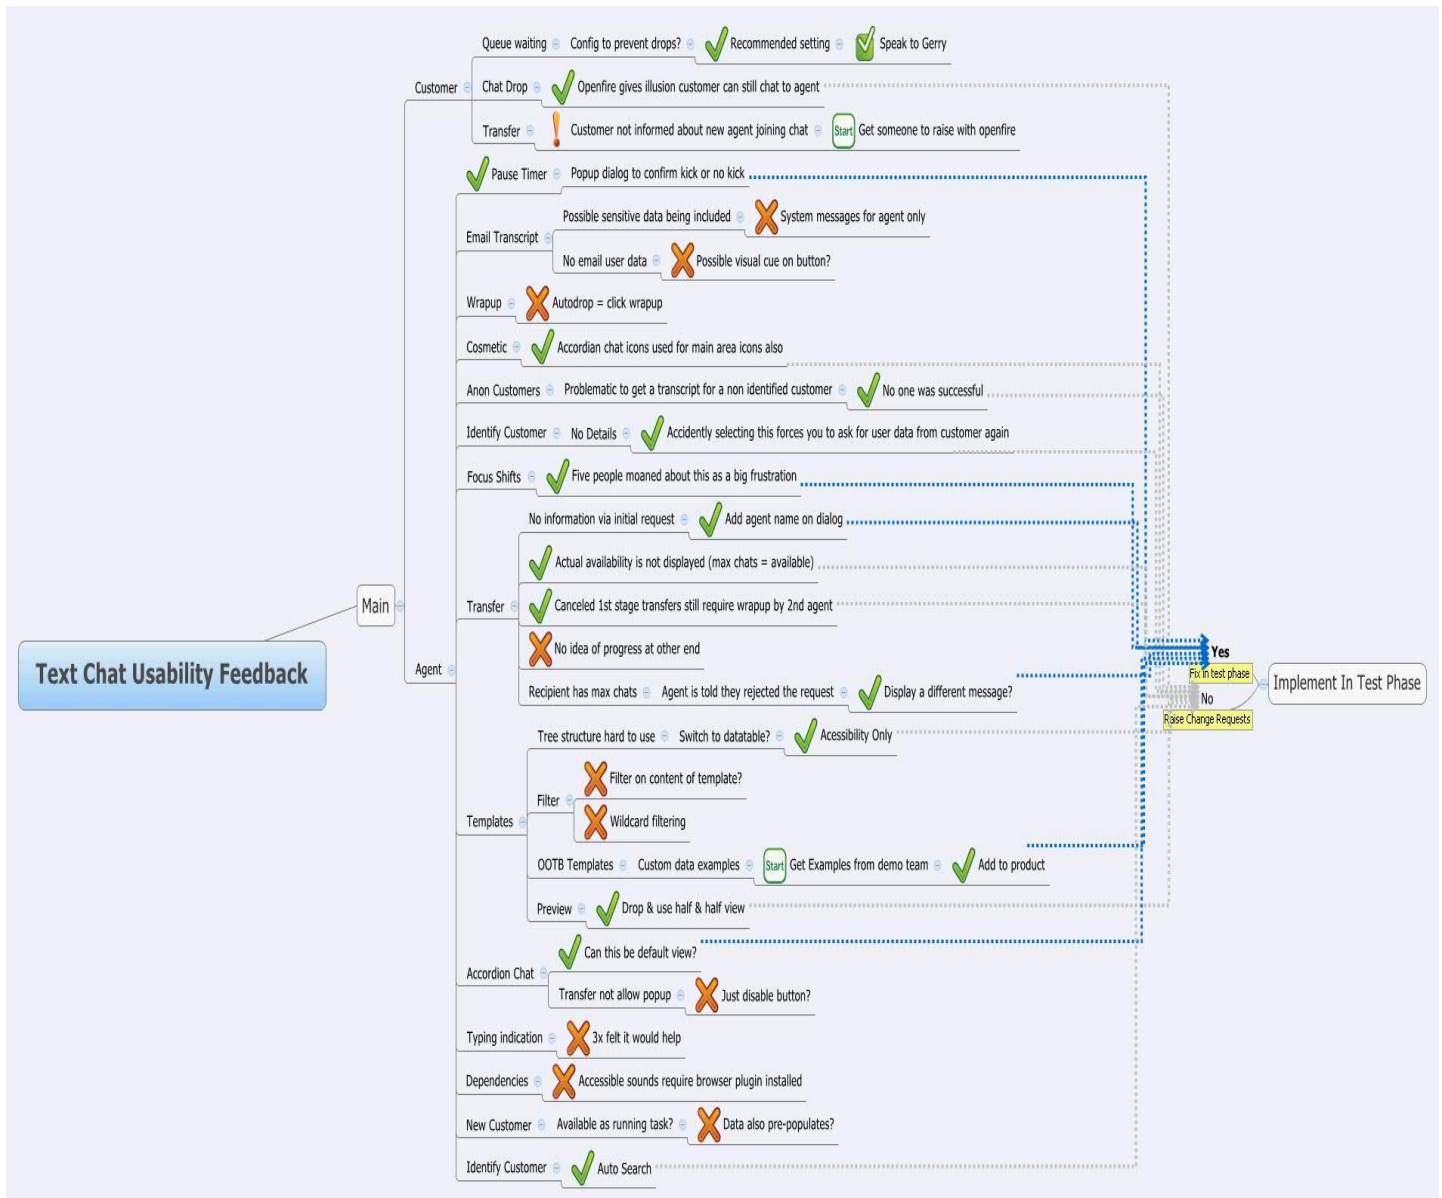 Queue waiting Config to prevent drops? Recommended setting Speak to Gerry
Customer
Chat Drop Openfire gives illusion customer can still chat to agent
Transfer Customer not informed about new agent joining chat Start Get someone to raise with openfire
Pause Timer Popup dialog to confirm kick or no kick
Possible sensitive data being included System messages for agent only
Email Transcript
No email user data Possible visual cue on button?
Wrapup Autodrop = click wrapup
Cosmetic Accordian chat icons used for main area icons also
Anon Customers Problematic to get a transcript for a non identified customer No one was successful
Identify Customer No Details Accidently selecting this forces you to ask for user data from customer again
Focus Shifts Five people moaned about this as a big frustration
No information via initial request Add agent name on dialog
Actual availability is not displayed (max chats = available)
Main
Transfer Canceled 1st stage transfers still require wrapup by 2nd agent
No idea of progress at other end
Yes
Text Chat Usability Feedback
Agent
Fix in test phase
Implement In Test Phase
Recipient has max chats Agent is told they rejected the request Display a different message?
No
Raise Change Requests
Tree structure hard to use Switch to datatable? Acessibility Only
Filter on content of template?
Filter
Templates Wildcard filtering
OOTB Templates Custom data examples Start Get Examples from demo team Add to product
Preview Drop & use half & half view
Can this be default view?
Accordion Chat
Transfer not allow popup Just disable button?
Typing indication 3x felt it would help
Dependencies Accessible sounds require browser plugin installed
New Customer Available as running task? Data also pre-populates?
Identify Customer Auto Search